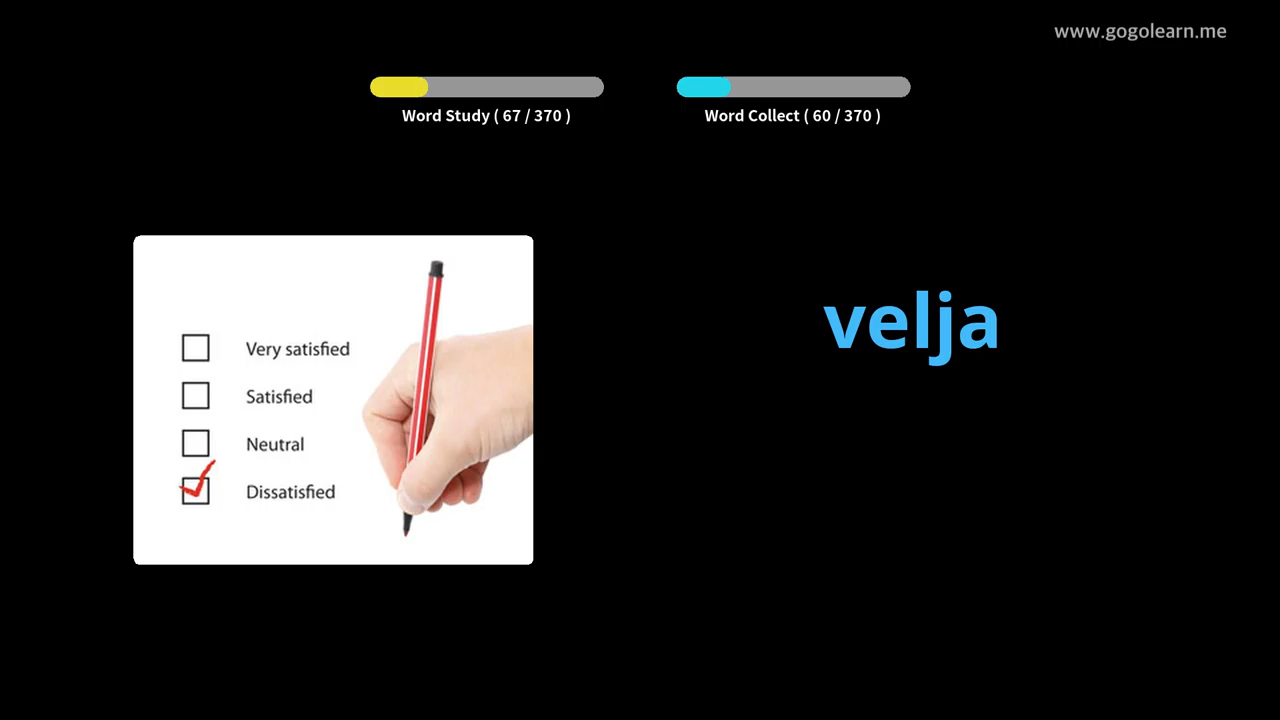 www.gogolearn.me
Word Study ( 67 / 370 )
Word Collect ( 60 / 370 )
Very satisfied
Satisfied
Neutral
Dissatisfied
velja